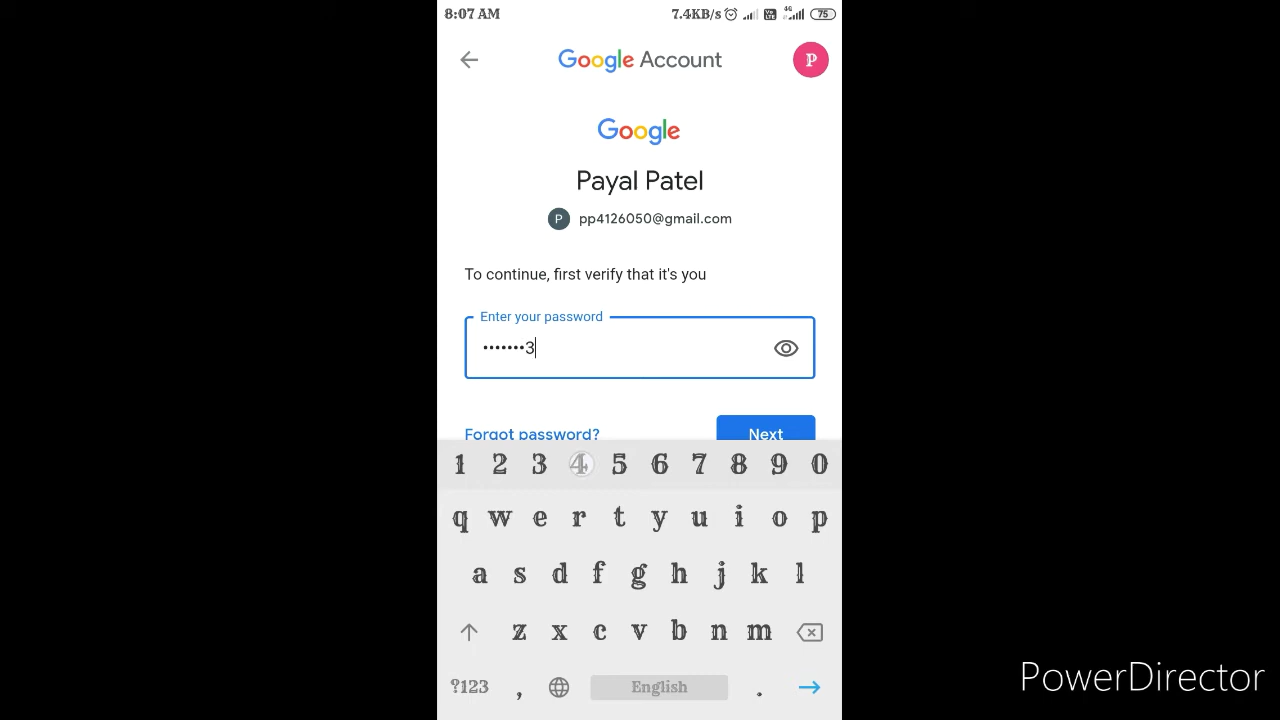 8:07 AM 7.4KB/s 4G 75
Google Account P
Google
Payal Patel
P pp4126050@gmail.com
To continue, first verify that it's you
Enter your password
•••••••3
Forgot password? Next
1 2 3 4 5 6 7 8 9 0
q w e r t y u i o p
a s d f g h j k l
z x c v b n m
?123 , English .
PowerDirector